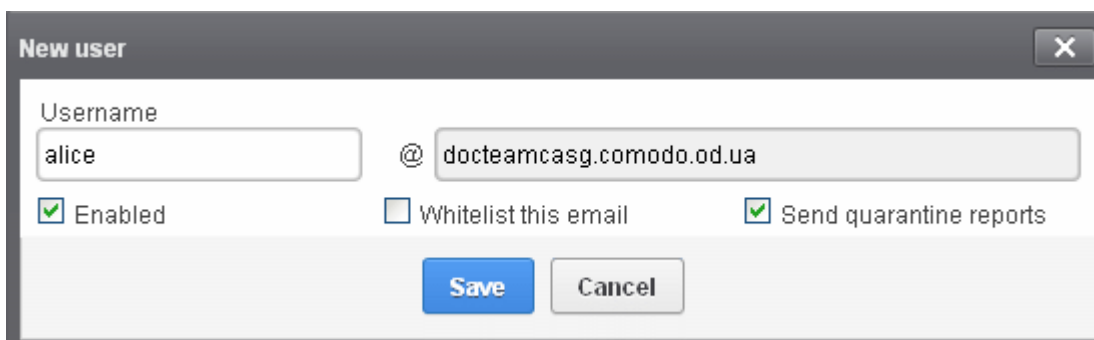 New user
Username
alice @ docteamcasg.comodo.od.ua
Enabled Whitelist this email Send quarantine reports
Save Cancel